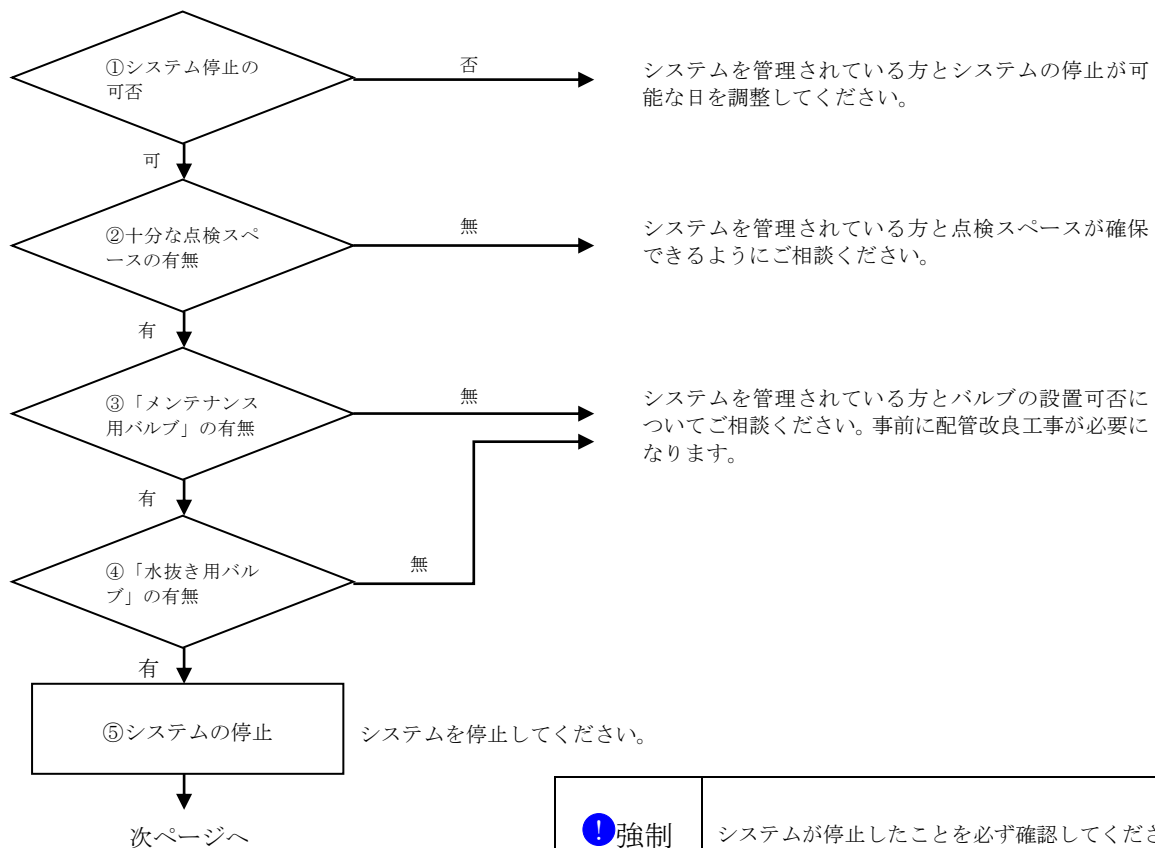 ①システム停止の
可否
否
システムを管理されている方とシステムの停止が可
能な日を調整してください。
可
②十分な点検スペ
ースの有無
無
システムを管理されている方と点検スペースが確保
できるようにご相談ください。
有
③「メンテナンス
用バルブ」の有無
無
システムを管理されている方とバルブの設置可否に
ついてご相談ください。事前に配管改良工事が必要に
なります。
有
④「水抜き用バル
ブ」の有無
無
有
⑤システムの停止
システムを停止してください。
次ページへ
!強制
システムが停止したことを必ず確認してくださ